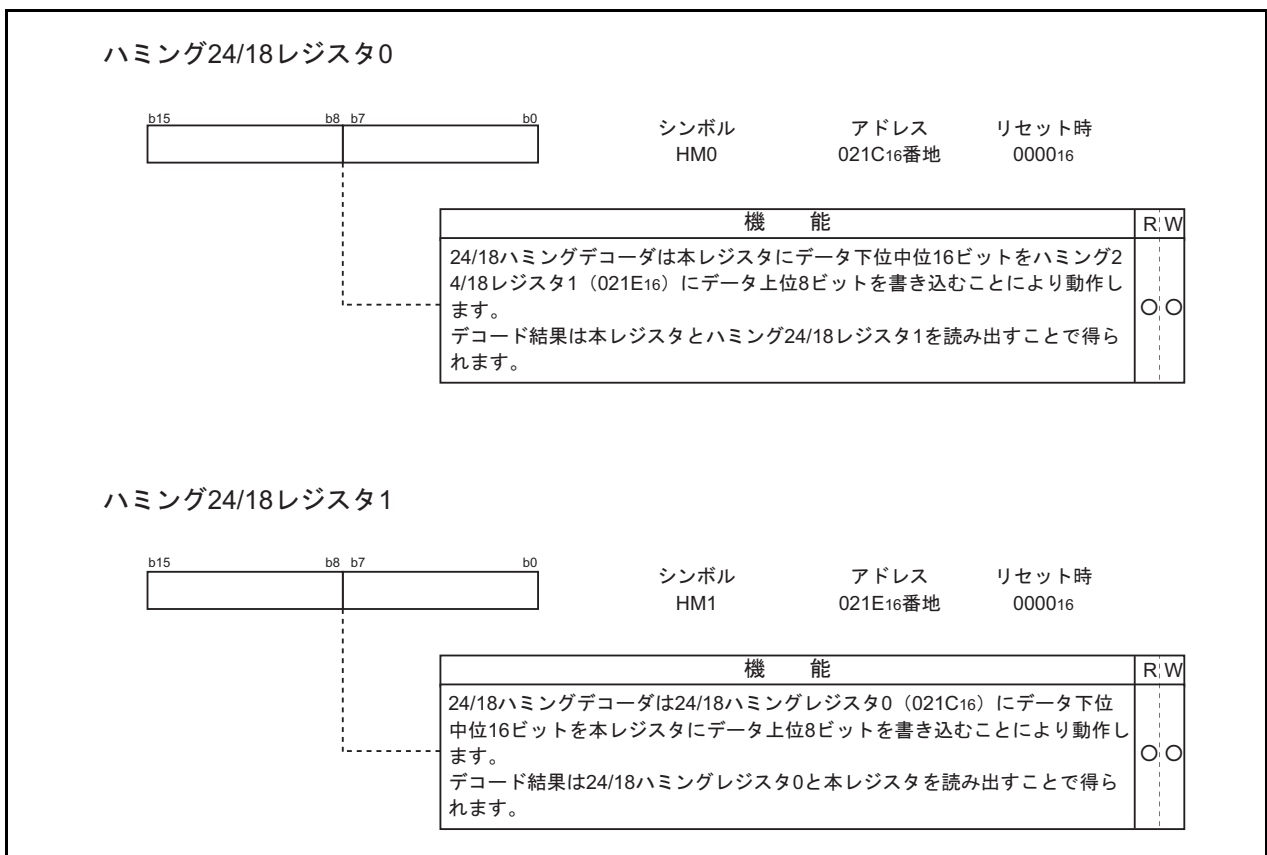 ハミング24/18レジスタ0
b15 b8 b7 b0
シンボル アドレス リセット時
HM0 021C16番地 000016
機 能 R W
24/18ハミングデコーダは本レジスタにデータ下位中位16ビットをハミング2
4/18レジスタ1（021E16）にデータ上位8ビットを書き込むことにより動作し
ます。
デコード結果は本レジスタとハミング24/18レジスタ1を読み出すことで得ら
れます。
○ ○
ハミング24/18レジスタ1
b15 b8 b7 b0
シンボル アドレス リセット時
HM1 021E16番地 000016
機 能 R W
24/18ハミングデコーダは24/18ハミングレジスタ0（021C16）にデータ下位
中位16ビットを本レジスタにデータ上位8ビットを書き込むことにより動作し
ます。
デコード結果は24/18ハミングレジスタ0と本レジスタを読み出すことで得ら
れます。
○ ○